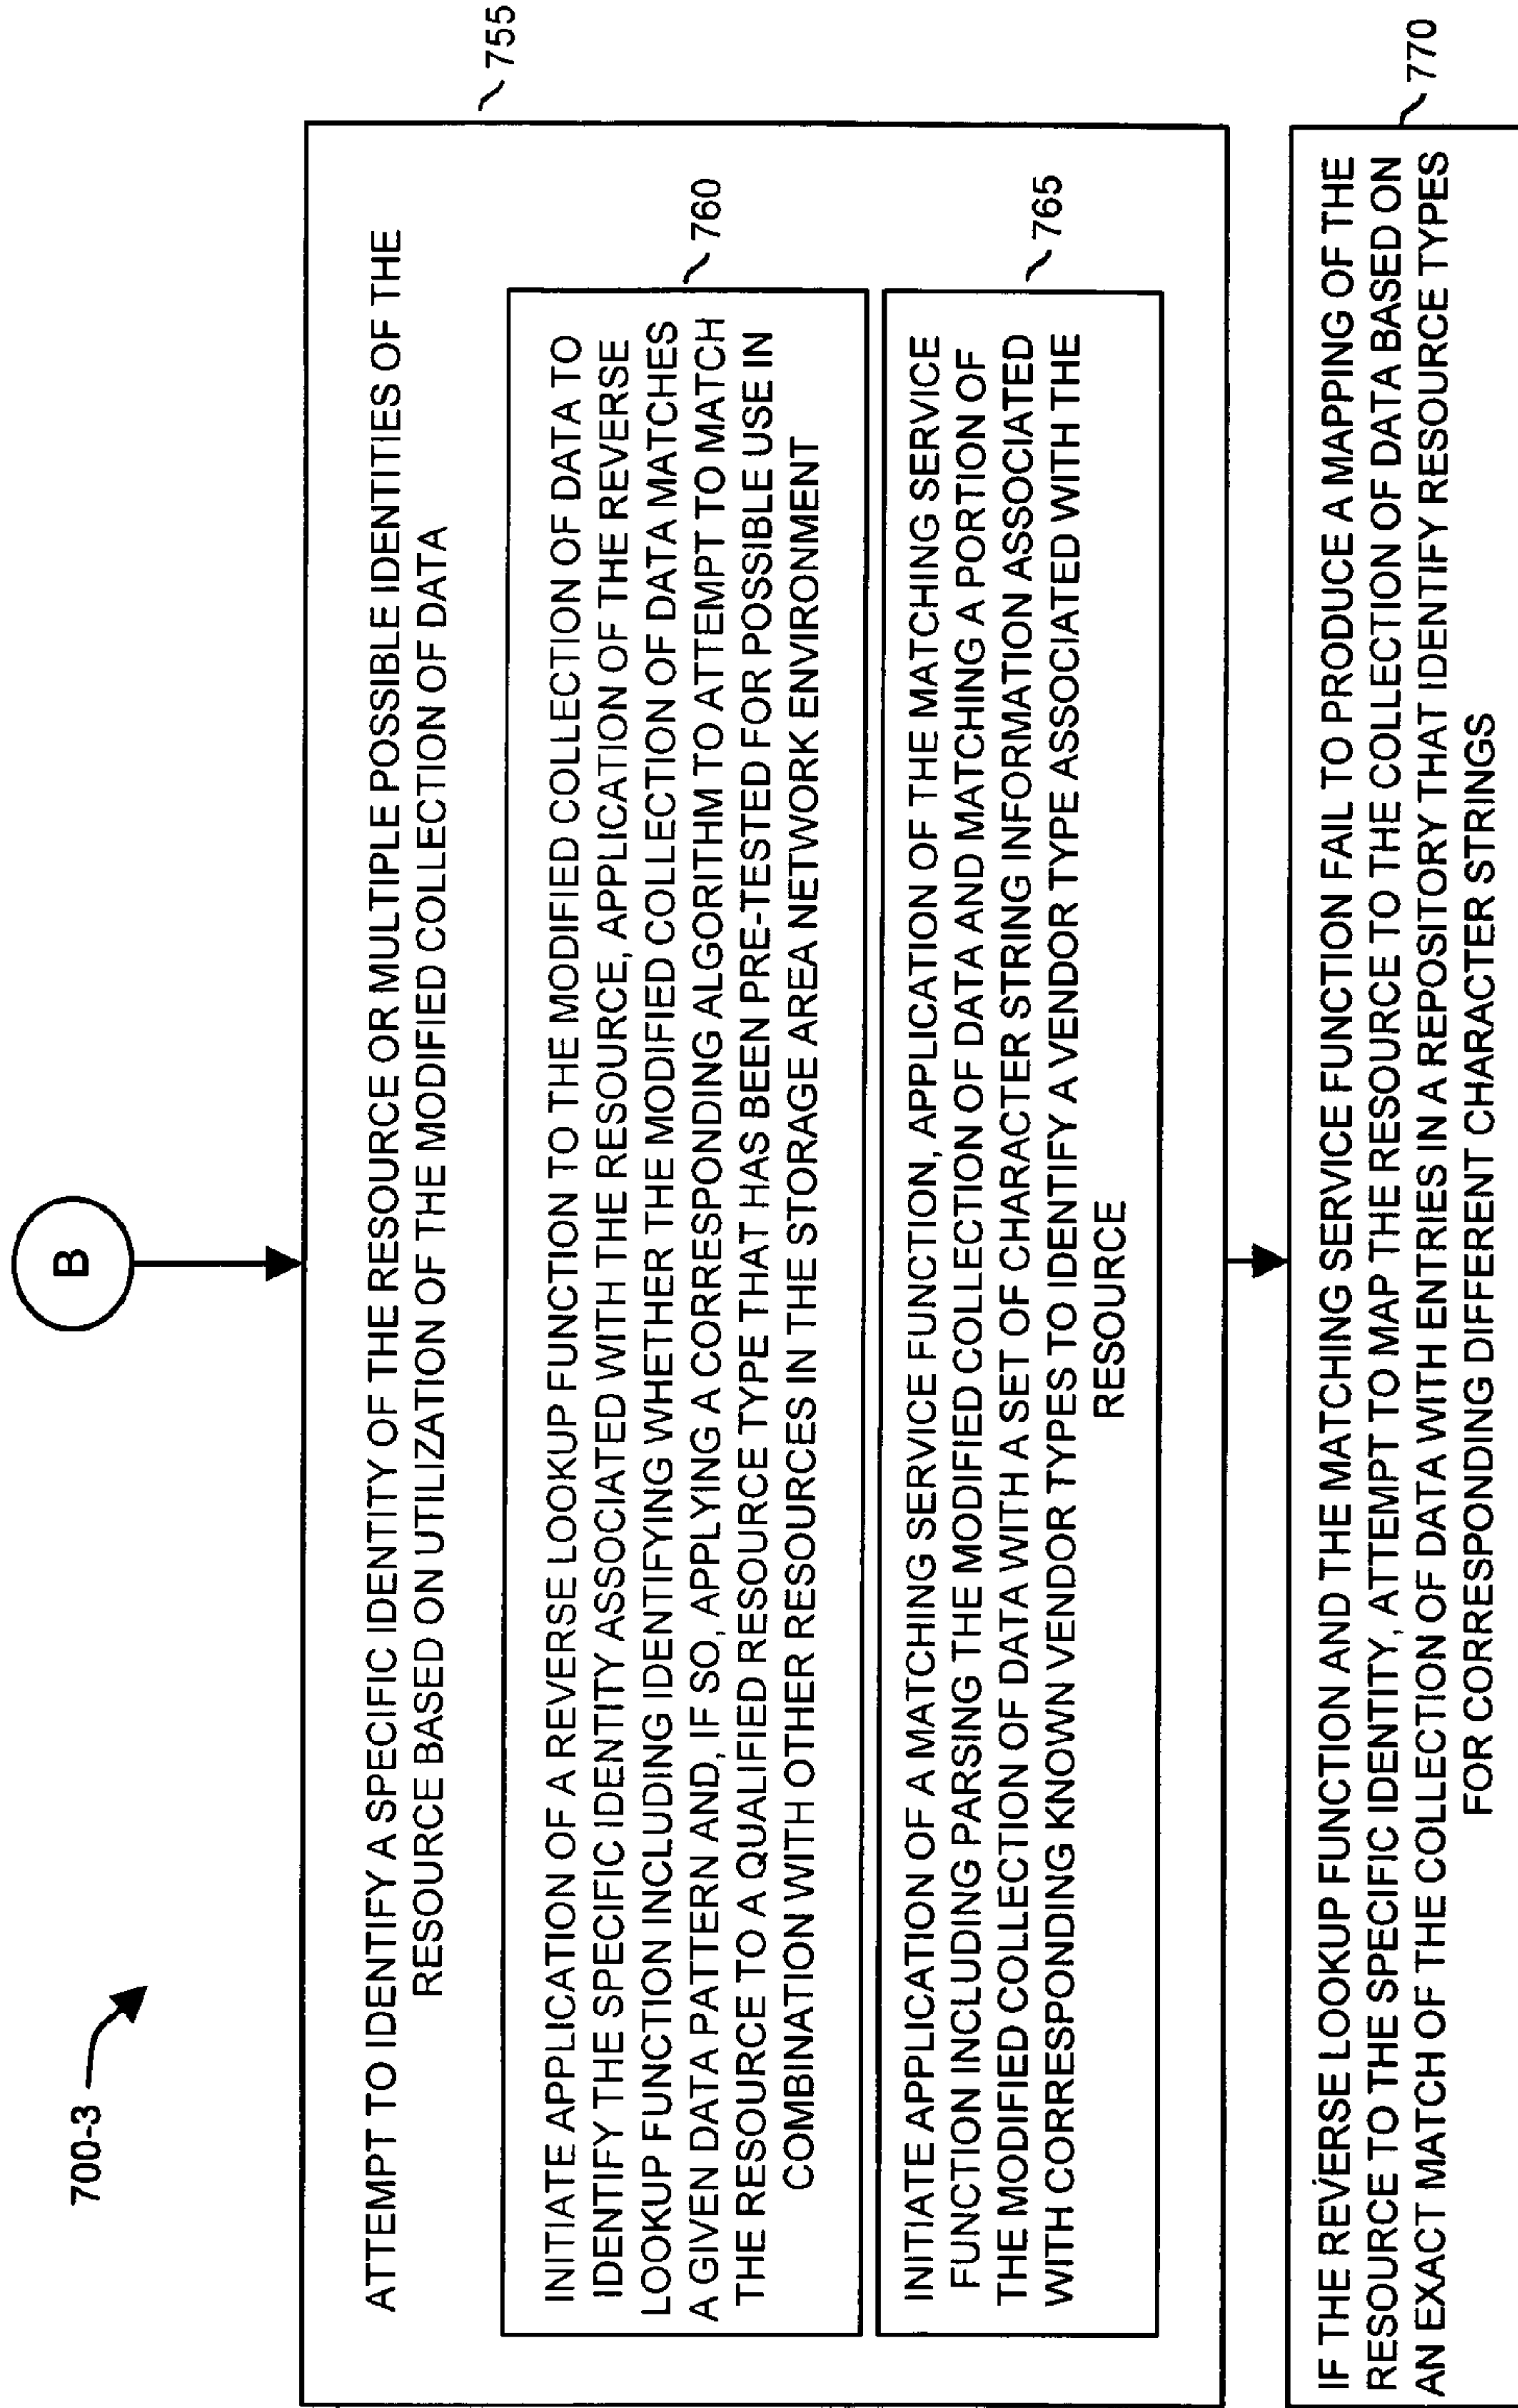 700-3
B
755
ATTEMPT TO IDENTIFY A SPECIFIC IDENTITY OF THE RESOURCE OR MULTIPLE POSSIBLE IDENTITIES OF THE
RESOURCE BASED ON UTILIZATION OF THE MODIFIED COLLECTION OF DATA
760
INITIATE APPLICATION OF A REVERSE LOOKUP FUNCTION TO THE MODIFIED COLLECTION OF DATA TO
IDENTIFY THE SPECIFIC IDENTITY ASSOCIATED WITH THE RESOURCE, APPLICATION OF THE REVERSE
LOOKUP FUNCTION INCLUDING IDENTIFYING WHETHER THE MODIFIED COLLECTION OF DATA MATCHES
A GIVEN DATA PATTERN AND, IF SO, APPLYING A CORRESPONDING ALGORITHM TO ATTEMPT TO MATCH
THE RESOURCE TO A QUALIFIED RESOURCE TYPE THAT HAS BEEN PRE-TESTED FOR POSSIBLE USE IN
COMBINATION WITH OTHER RESOURCES IN THE STORAGE AREA NETWORK ENVIRONMENT
765
INITIATE APPLICATION OF A MATCHING SERVICE FUNCTION, APPLICATION OF THE MATCHING SERVICE
FUNCTION INCLUDING PARSING THE MODIFIED COLLECTION OF DATA AND MATCHING A PORTION OF
THE MODIFIED COLLECTION OF DATA WITH A SET OF CHARACTER STRING INFORMATION ASSOCIATED
WITH CORRESPONDING KNOWN VENDOR TYPES TO IDENTIFY A VENDOR TYPE ASSOCIATED WITH THE
RESOURCE
770
IF THE REVERSE LOOKUP FUNCTION AND THE MATCHING SERVICE FUNCTION FAIL TO PRODUCE A MAPPING OF THE
RESOURCE TO THE SPECIFIC IDENTITY, ATTEMPT TO MAP THE RESOURCE TO THE COLLECTION OF DATA BASED ON
AN EXACT MATCH OF THE COLLECTION OF DATA WITH ENTRIES IN A REPOSITORY THAT IDENTIFY RESOURCE TYPES
FOR CORRESPONDING DIFFERENT CHARACTER STRINGS